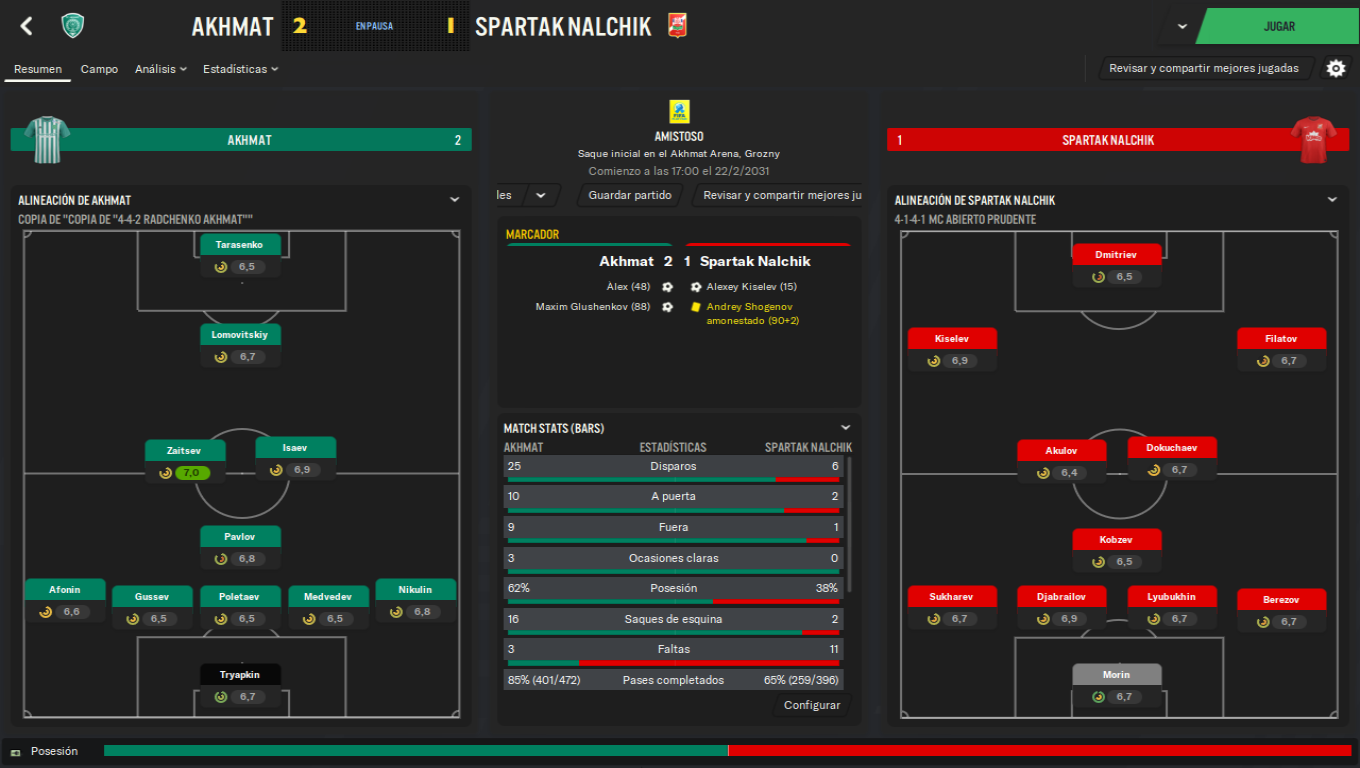 AKHMAT 2 EN PAUSA 1 SPARTAK NALCHIK
JUGAR
Resumen Campo Análisis Estadísticas
Revisar y compartir mejores jugadas
AKHMAT 2
AMISTOSO
Saque inicial en el Akhmat Arena, Grozny
Comienzo a las 17:00 el 22/2/2031
1 SPARTAK NALCHIK
les Guardar partido Revisar y compartir mejores ju
ALINEACIÓN DE AKHMAT
COPIA DE "COPIA DE "4-4-2 RADCHENKO AKHMAT""
Tarasenko
6,5
Lomovitskiy
6,7
Zaitsev
7,0
Isaev
6,9
Pavlov
6,8
Afonin
6,6
Gussev
6,5
Poletaev
6,5
Medvedev
6,5
Nikulin
6,8
Tryapkin
6,7
MARCADOR
Akhmat 2 1 Spartak Nalchik
Àlex (48) Alexey Kiselev (15)
Maxim Glushenkov (88) Andrey Shogenov
amonestado (90+2)
MATCH STATS (BARS)
AKHMAT ESTADÍSTICAS SPARTAK NALCHIK
25 Disparos 6
10 A puerta 2
9 Fuera 1
3 Ocasiones claras 0
62% Posesión 38%
16 Saques de esquina 2
3 Faltas 11
85% (401/472) Pases completados 65% (259/396)
Configurar
ALINEACIÓN DE SPARTAK NALCHIK
4-1-4-1 MC ABIERTO PRUDENTE
Dmitriev
6,5
Kiselev
6,9
Filatov
6,7
Akulov
6,4
Dokuchaev
6,7
Kobzev
6,5
Sukharev
6,7
Djabrailov
6,9
Lyubukhin
6,7
Berezov
6,7
Morin
6,7
Posesión